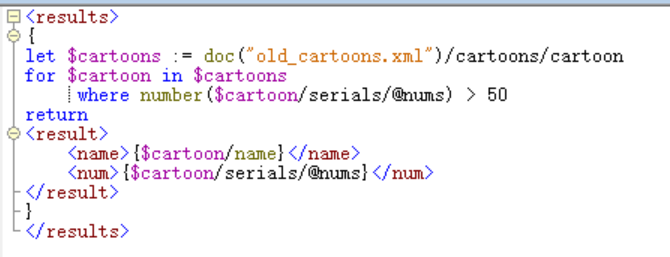 <results>
{
let $cartoons := doc("old_cartoons.xml")/cartoons/cartoon
for $cartoon in $cartoons
where number($cartoon/serials/@nums) > 50
return
<result>
<name>{$cartoon/name}</name>
<num>{$cartoon/serials/@nums}</num>
</result>
}
</results>